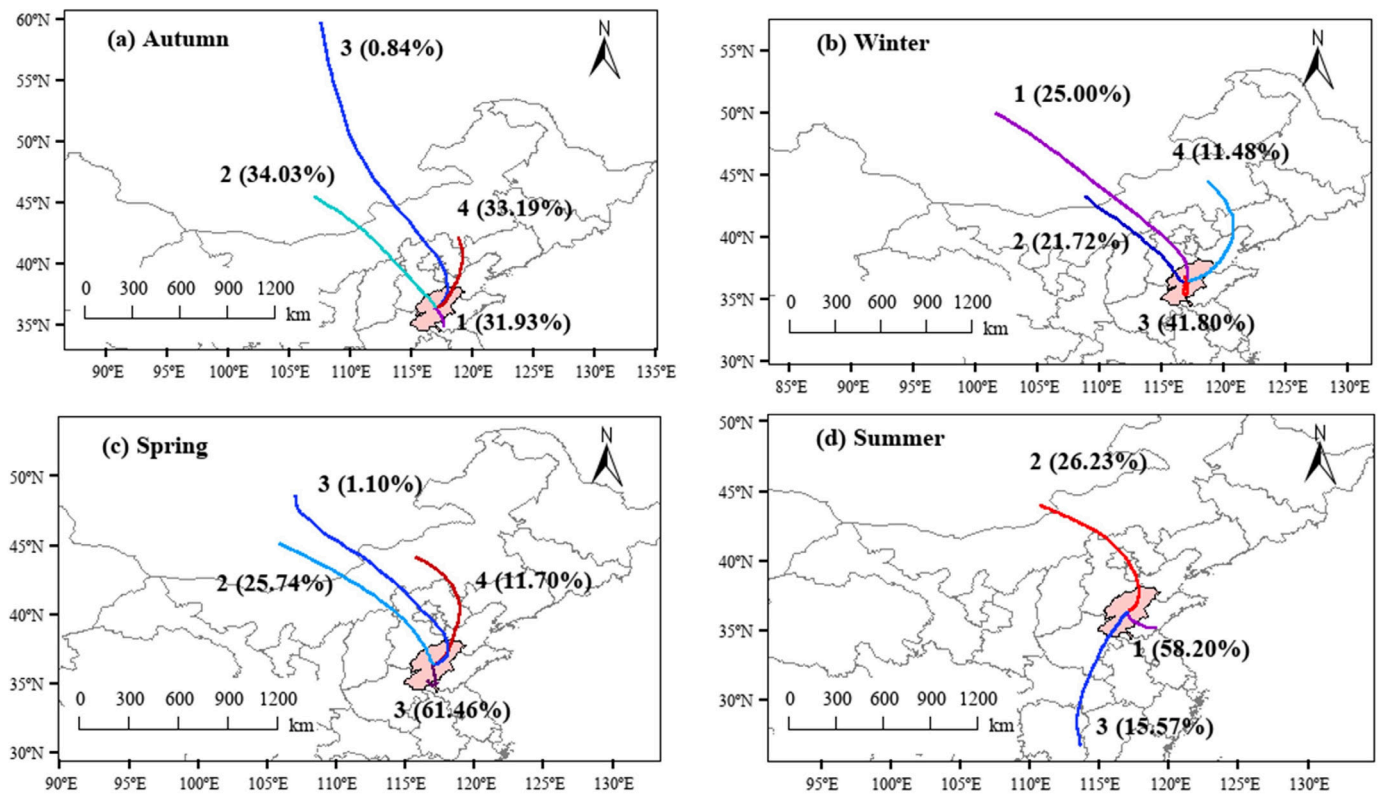 (a) Autumn
N
3 (0.84%)
2 (34.03%)
4 (33.19%)
1 (31.93%)
0 300 600 900 1200
km
60°N
55°N
50°N
45°N
40°N
35°N
90°E 95°E 100°E 105°E 110°E 115°E 120°E 125°E 130°E 135°E
(b) Winter
N
1 (25.00%)
4 (11.48%)
2 (21.72%)
3 (41.80%)
0 300 600 900 1200
km
55°N
50°N
45°N
40°N
35°N
30°N
85°E 90°E 95°E 100°E 105°E 110°E 115°E 120°E 125°E 130°E
(c) Spring
N
3 (1.10%)
2 (25.74%)
4 (11.70%)
3 (61.46%)
0 300 600 900 1200
km
50°N
45°N
40°N
35°N
30°N
90°E 95°E 100°E 105°E 110°E 115°E 120°E 125°E 130°E
(d) Summer
N
2 (26.23%)
1 (58.20%)
3 (15.57%)
0 300 600 900 1200
km
50°N
45°N
40°N
35°N
30°N
95°E 100°E 105°E 110°E 115°E 120°E 125°E 130°E